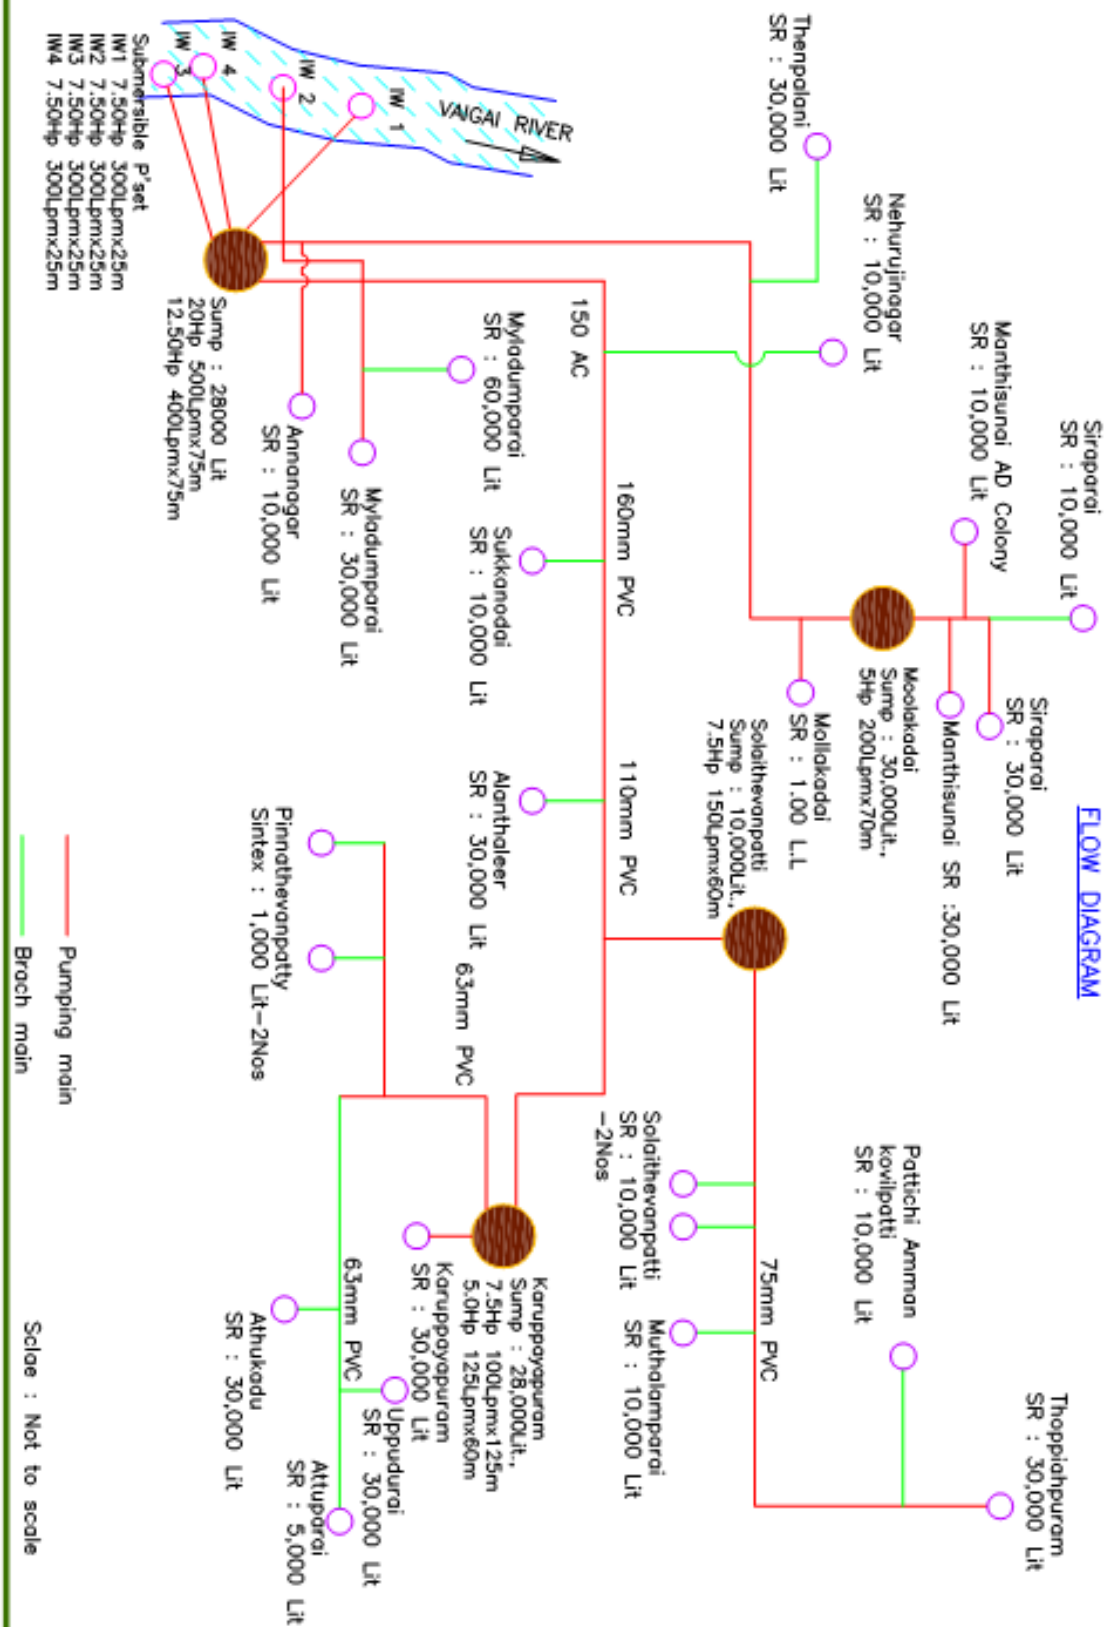 FLOW DIAGRAM
Thenpalani
SR : 30,000 Lit
Nehurujinagar
SR : 10,000 Lit
Manthisunai AD Colony
SR : 10,000 Lit
Siraparai
SR : 10,000 Lit
Siraparai
SR : 30,000 Lit
Manthisunai SR :30,000 Lit
Moolakadai
Sump : 30,000Lit.,
5Hp 200Lpmx70m
Mollakadai
SR : 1.00 L.L
Solaithevanpatti
Sump : 10,000Lit.,
7.5Hp 150Lpmx60m
VAIGAI RIVER
IW 1
IW 2
IW 4
IW 3
Submersible P'set
IW1 7.50Hp 300Lpmx25m
IW2 7.50Hp 300Lpmx25m
IW3 7.50Hp 300Lpmx25m
IW4 7.50Hp 300Lpmx25m
Sump : 28000 Lit
20Hp 500Lpmx75m
12.50Hp 400Lpmx75m
150 AC
160mm PVC
110mm PVC
Myladumparai
SR : 60,000 Lit
Myladumparai
SR : 30,000 Lit
Annanagar
SR : 10,000 Lit
Sukkanodai
SR : 10,000 Lit
Alanthaleer
SR : 30,000 Lit
63mm PVC
Pinnathevanpatty
Sintex : 1,000 Lit-2Nos
Pattichi Amman
kovilpatti
SR : 10,000 Lit
Thoppiahpuram
SR : 30,000 Lit
75mm PVC
Solaithevanpatti
SR : 10,000 Lit
-2Nos
Muthalamparai
SR : 10,000 Lit
Karuppayapuram
Sump : 28,000Lit.,
7.5Hp 100Lpmx125m
5.0Hp 125Lpmx60m
Karuppayapuram
SR : 30,000 Lit
63mm PVC
Uppudurai
SR : 30,000 Lit
Athukadu
SR : 30,000 Lit
Attuparai
SR : 5,000 Lit
Pumping main
Brach main
Sclae : Not to scale